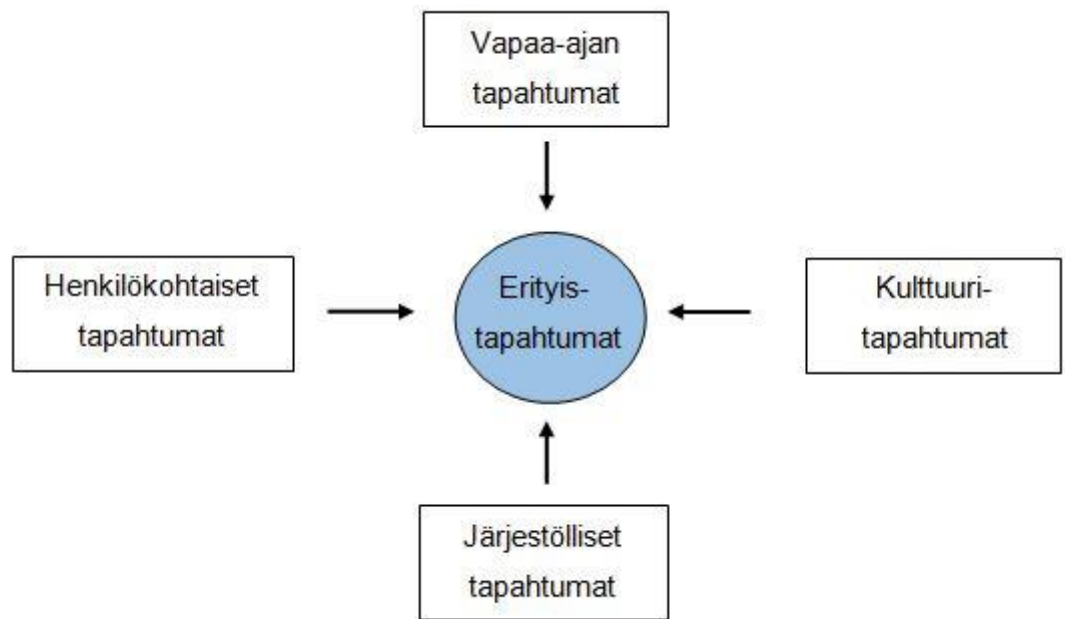 Vapaa-ajan
tapahtumat
Henkilökohtaiset
tapahtumat
Erityis-
tapahtumat
Kulttuuri-
tapahtumat
Järjestölliset
tapahtumat